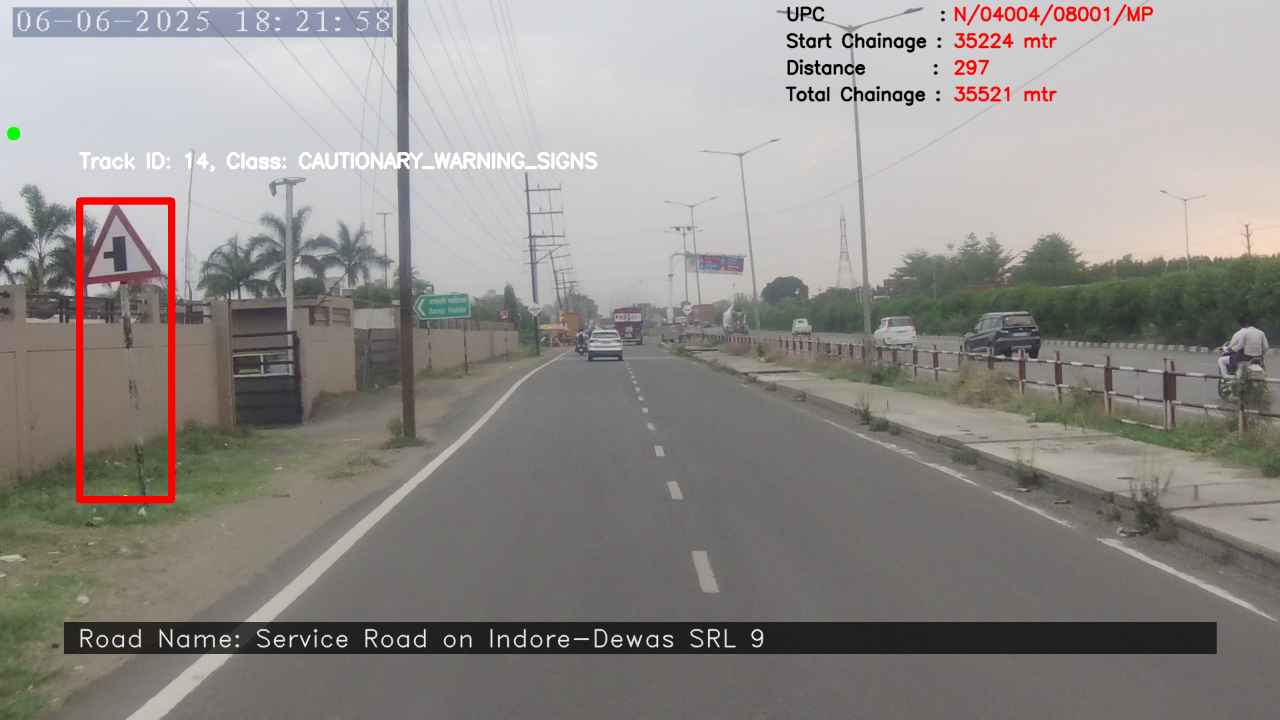 06-06-2025 18:21:58
UPC : N/04004/08001/MP
Start Chainage : 35224 mtr
Distance : 297
Total Chainage : 35521 mtr
Track ID: 14, Class: CAUTIONARY_WARNING_SIGNS
Road Name: Service Road on Indore-Dewas SRL 9